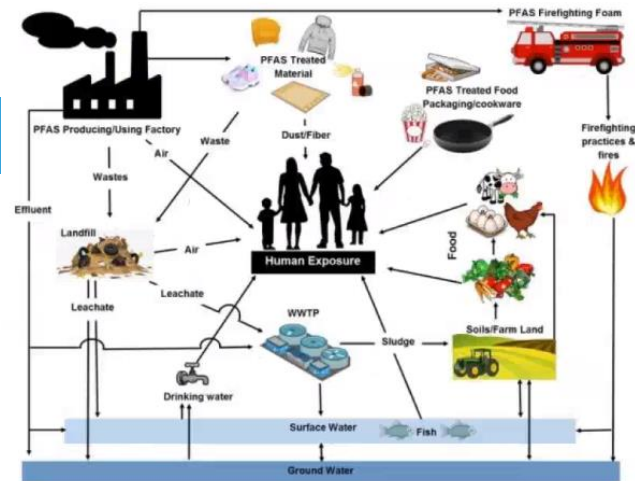 PFAS Firefighting Foam
PFAS Treated
Material
PFAS Treated Food
Packaging/cookware
PFAS Producing/Using Factory
Dust/Fiber
Firefighting
practices &
fires
Waste
Air
Wastes
Effluent
Landfill
Air
Human Exposure
Food
Leachate
Leachate
WWTP
Sludge
Soils/Farm Land
Drinking water
Surface Water
Fish
Ground Water